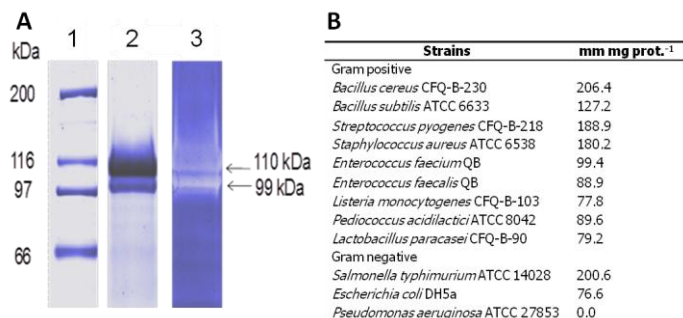 A
1 2 3
kDa
200
116
97
66
110 kDa
99 kDa
B
Strains mm mg prot.-1
Gram positive
Bacillus cereus CFQ-B-230 206.4
Bacillus subtilis ATCC 6633 127.2
Streptococcus pyogenes CFQ-B-218 188.9
Staphylococcus aureus ATCC 6538 180.2
Enterococcus faecium QB 99.4
Enterococcus faecalis QB 88.9
Listeria monocytogenes CFQ-B-103 77.8
Pediococcus acidilactici ATCC 8042 89.6
Lactobacillus paracasei CFQ-B-90 79.2
Gram negative
Salmonella typhimurium ATCC 14028 200.6
Escherichia coli DH5a 76.6
Pseudomonas aeruginosa ATCC 27853 0.0